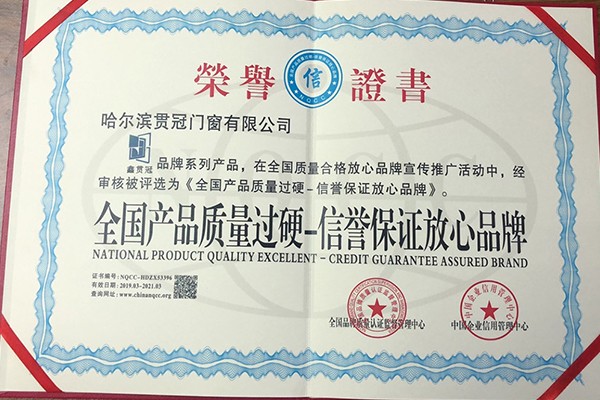 榮譽 信 證書
NQCC
哈尔滨贯冠门窗有限公司
鑫贯冠
品牌系列产品，在全国质量合格放心品牌宣传推广活动中，经
审核被评选为《全国产品质量过硬-信誉保证放心品牌》。
全国产品质量过硬-信誉保证放心品牌
NATIONAL PRODUCT QUALITY EXCELLENT - CREDIT GUARANTEE ASSURED BRAND
证书编号：NQCC-HDZX53396
有效日期：2019.03-2021.03
查询网址：www.chinanqcc.org
全国品牌质量认证监督管理中心
中国企业信用管理中心